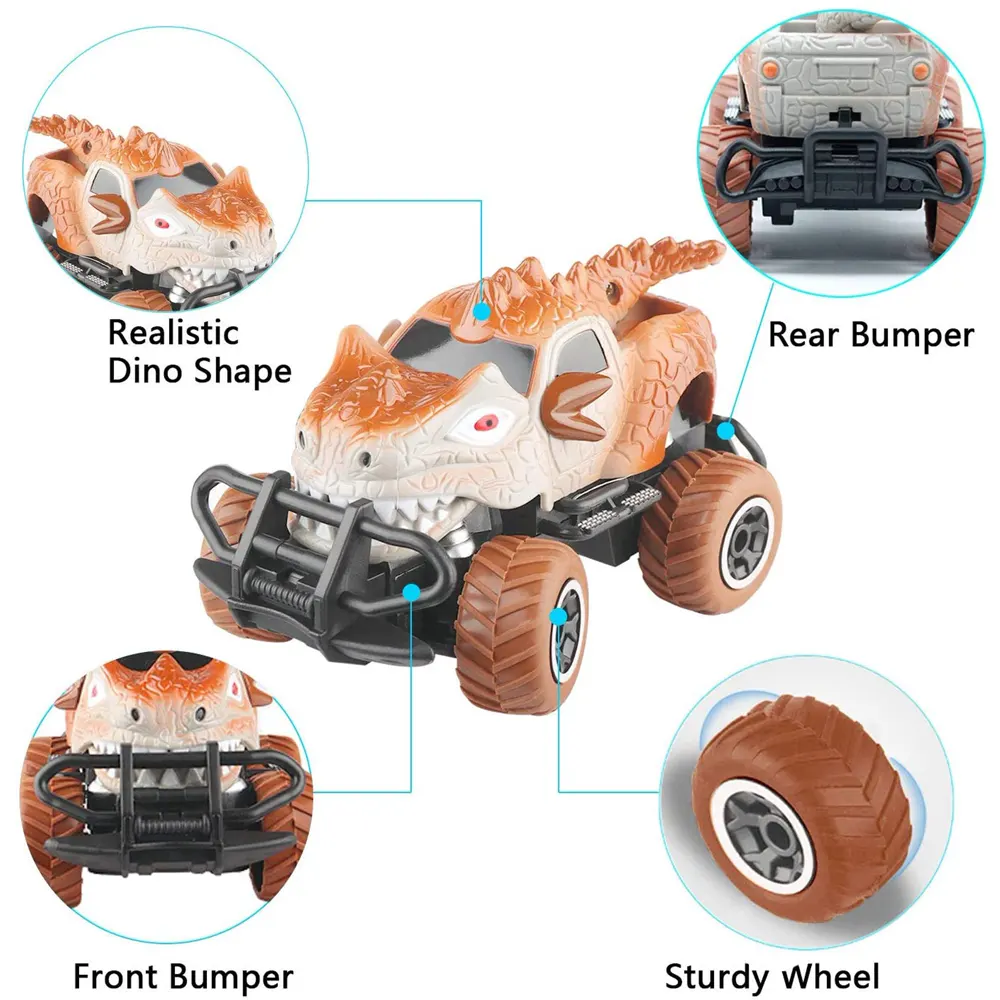 Realistic
Dino Shape
Rear Bumper
Front Bumper
Sturdy Wheel